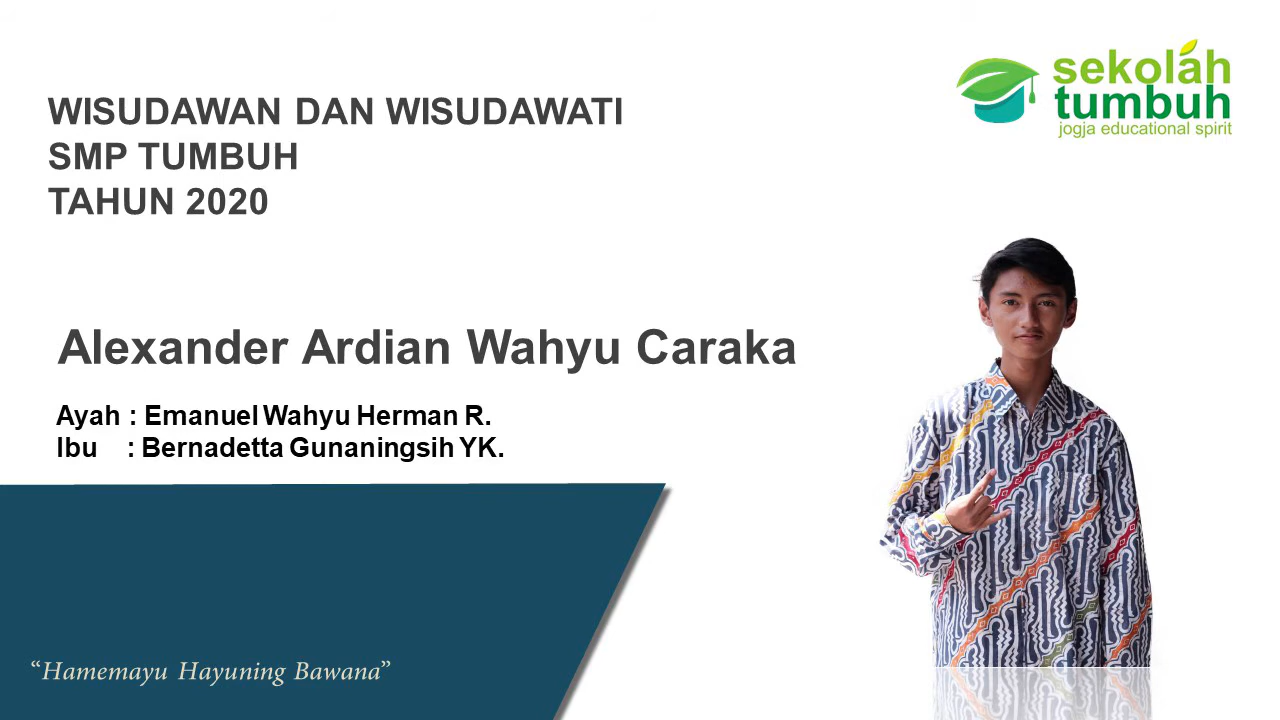 sekolah
tumbuh
jogja educational spirit
WISUDAWAN DAN WISUDAWATI
SMP TUMBUH
TAHUN 2020
Alexander Ardian Wahyu Caraka
Ayah : Emanuel Wahyu Herman R.
Ibu : Bernadetta Gunaningsih YK.
“Hamemayu Hayuning Bawana”